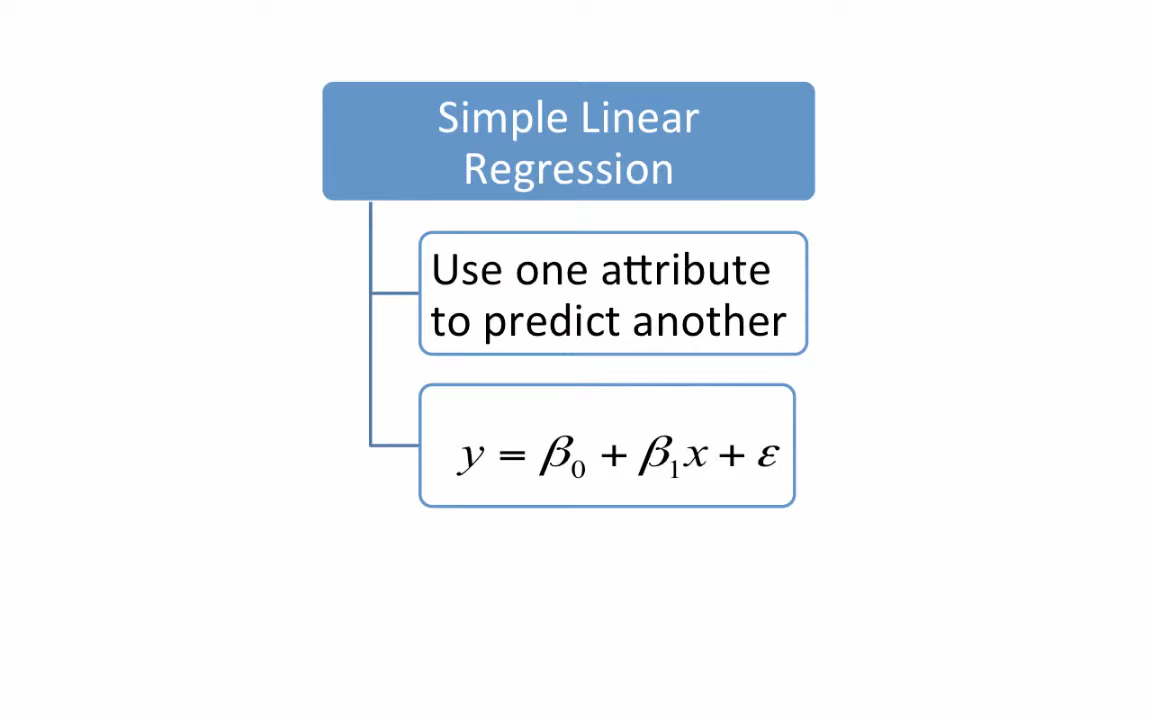 Simple Linear
Regression
Use one attribute
to predict another
y = β₀ + β₁x + ε